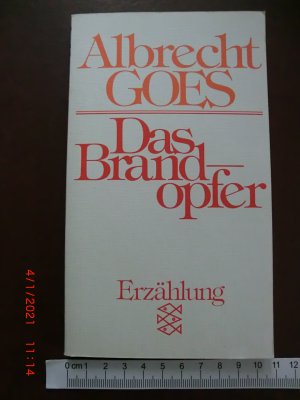 Albrecht
GOES
Das
Brand—
opfer
Erzählung
4/1/2021 11:14
0 cm 1 2 3 4 5 6 7 8 9 10 11 12